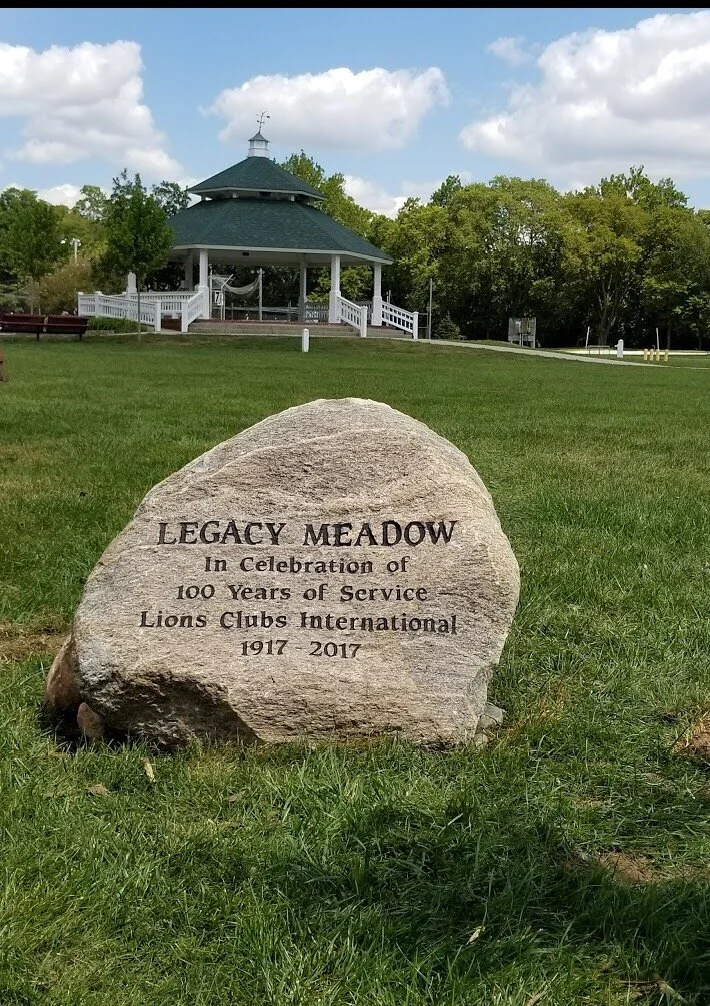 LEGACY MEADOW
In Celebration of
100 Years of Service
Lions Clubs International
1917 - 2017